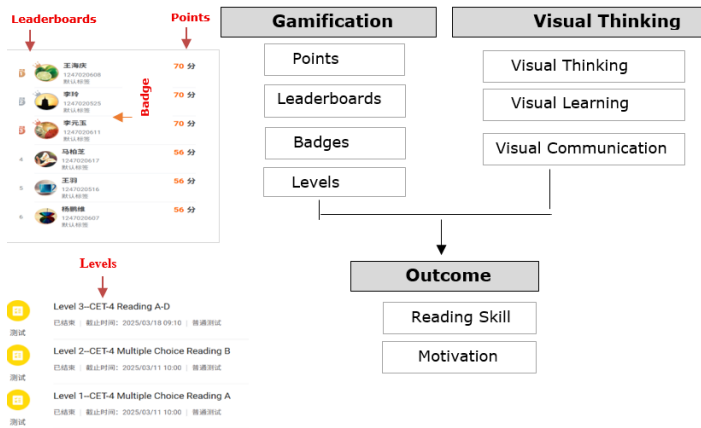 Leaderboards
Points
王海庆
1247020608
默认标签
70 分
李玲
1247020525
默认标签
70 分
Badge
李元玉
1247020611
默认标签
70 分
4
马柏芝
1247020617
默认标签
56 分
5
王羽
1247020516
默认标签
56 分
6
杨鹏维
1247020607
默认标签
56 分
Levels
Level 3--CET-4 Reading A-D
已结束 | 截止时间: 2025/03/18 09:10 | 普通测试
测试
Level 2--CET-4 Multiple Choice Reading B
已结束 | 截止时间: 2025/03/11 10:00 | 普通测试
测试
Level 1--CET-4 Multiple Choice Reading A
已结束 | 截止时间: 2025/03/11 10:00 | 普通测试
测试
Gamification
Points
Leaderboards
Badges
Levels
Visual Thinking
Visual Thinking
Visual Learning
Visual Communication
Outcome
Reading Skill
Motivation